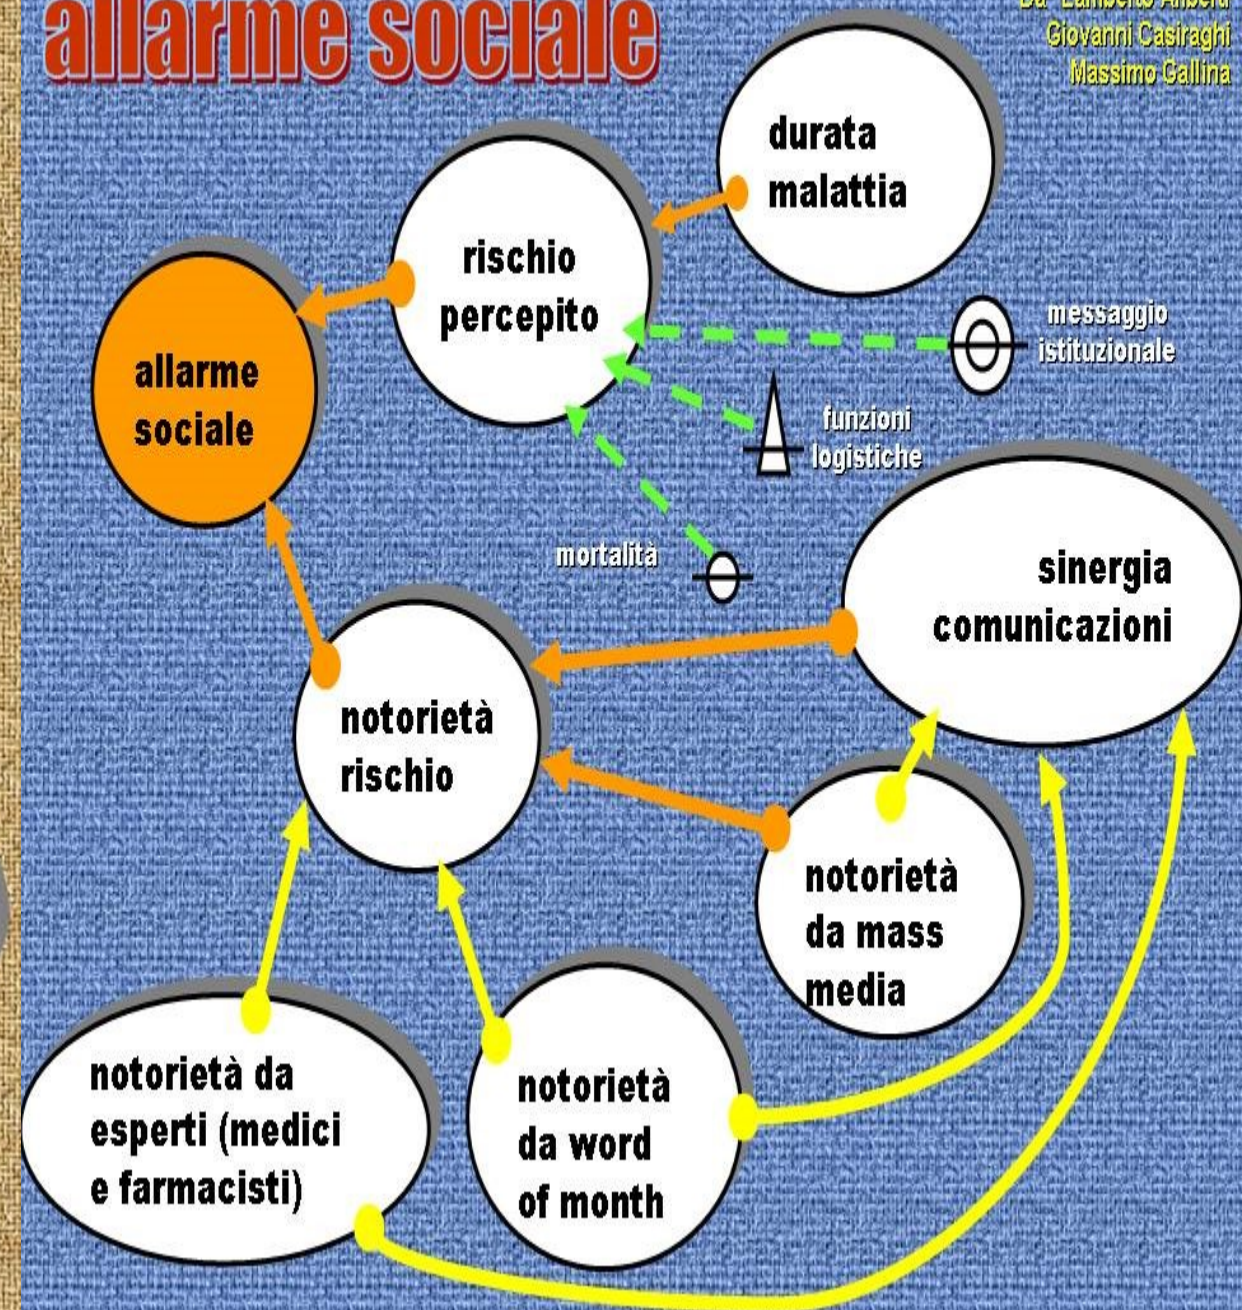 allarme sociale
Giovanni Casiraghi
Massimo Gallina
durata
malattia
rischio
percepito
messaggio
istituzionale
allarme
sociale
funzioni
logistiche
mortalità
sinergia
comunicazioni
notorietà
rischio
notorietà
da mass
media
notorietà da
esperti (medici
e farmacisti)
notorietà
da word
of month